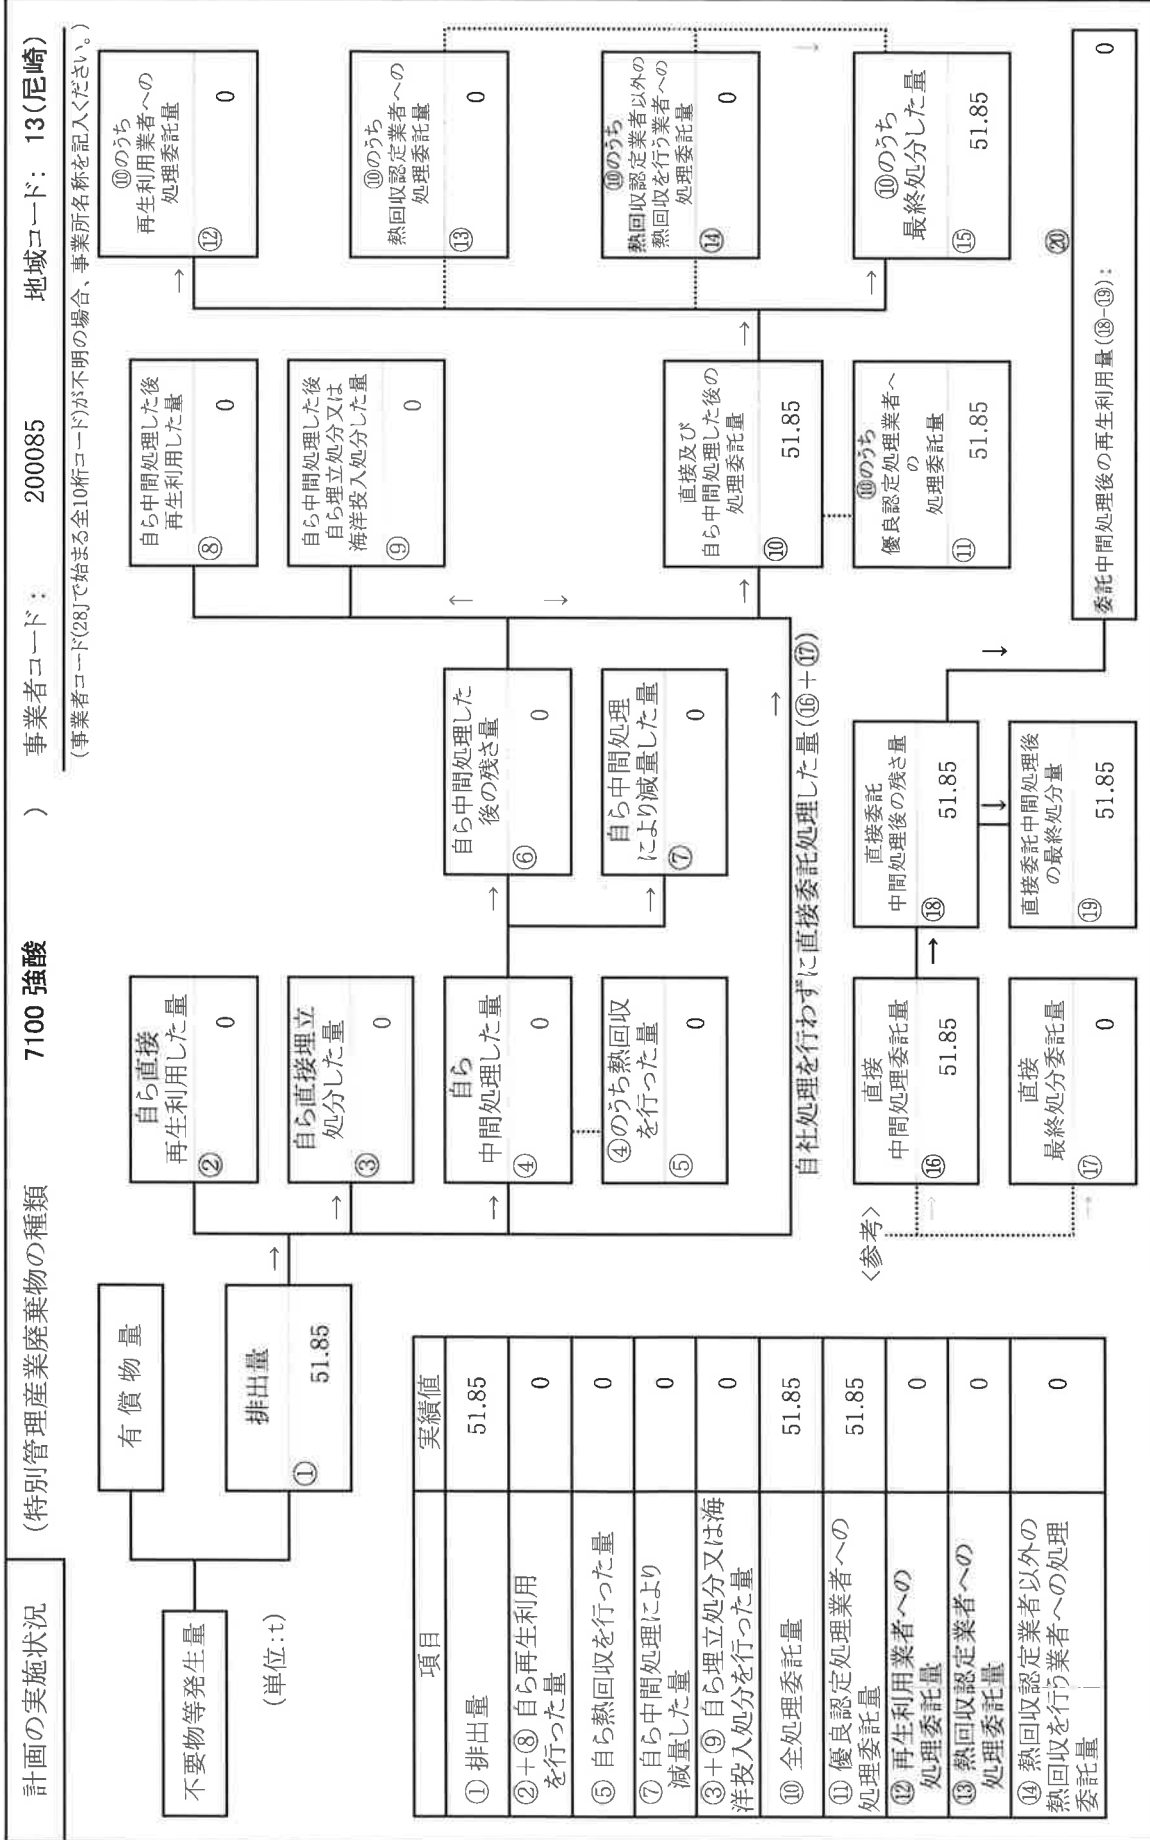 計画の実施状況
(特別管理産業廃棄物の種類 7100 強酸 )
事業者コード: 200085 地域コード: 13(尼崎)
(事業者コード(「28」で始まる全10桁コード)が不明の場合、事業所名称を記入ください。)
不要物等発生量
(単位:t)
有償物量
排出量
① 51.85
自ら直接
再生利用した量
② 0
自ら直接埋立
処分した量
③ 0
自ら
中間処理した量
④ 0
④のうち熱回収
を行った量
⑤ 0
自ら中間処理した
後の残さ量
⑥ 0
自ら中間処理
により減量した量
⑦ 0
自ら中間処理した後
再生利用した量
⑧ 0
自ら中間処理した後
自ら埋立処分又は
海洋投入処分した量
⑨ 0
直接及び
自ら中間処理した後の
処理委託量
⑩ 51.85
⑩のうち
優良認定処理業者へ
の
処理委託量
⑪ 51.85
⑩のうち
再生利用業者への
処理委託量
⑫ 0
⑩のうち
熱回収認定業者への
処理委託量
⑬ 0
⑩のうち
熱回収認定業者以外の
熱回収を行う業者への
処理委託量
⑭ 0
⑩のうち
最終処分した量
⑮ 51.85
自社処理を行わずに直接委託処理した量(⑯+⑰)
<参考>
直接
中間処理委託量
⑯ 51.85
直接
最終処分委託量
⑰ 0
直接委託
中間処理後の残さ量
⑱ 51.85
直接委託中間処理後
の最終処分量
⑲ 51.85
⑳
委託中間処理後の再生利用量(⑱-⑲): 0
項目 実績値
① 排出量 51.85
②+⑧ 自ら再生利用
を行った量 0
⑤ 自ら熱回収を行った量 0
⑦ 自ら中間処理により
減量した量 0
③+⑨ 自ら埋立処分又は海
洋投入処分を行った量 0
⑩ 全処理委託量 51.85
⑪ 優良認定処理業者への
処理委託量 51.85
⑫ 再生利用業者への
処理委託量 0
⑬ 熱回収認定業者への
処理委託量 0
⑭ 熱回収認定業者以外の
熱回収を行う業者への処理
委託量 0